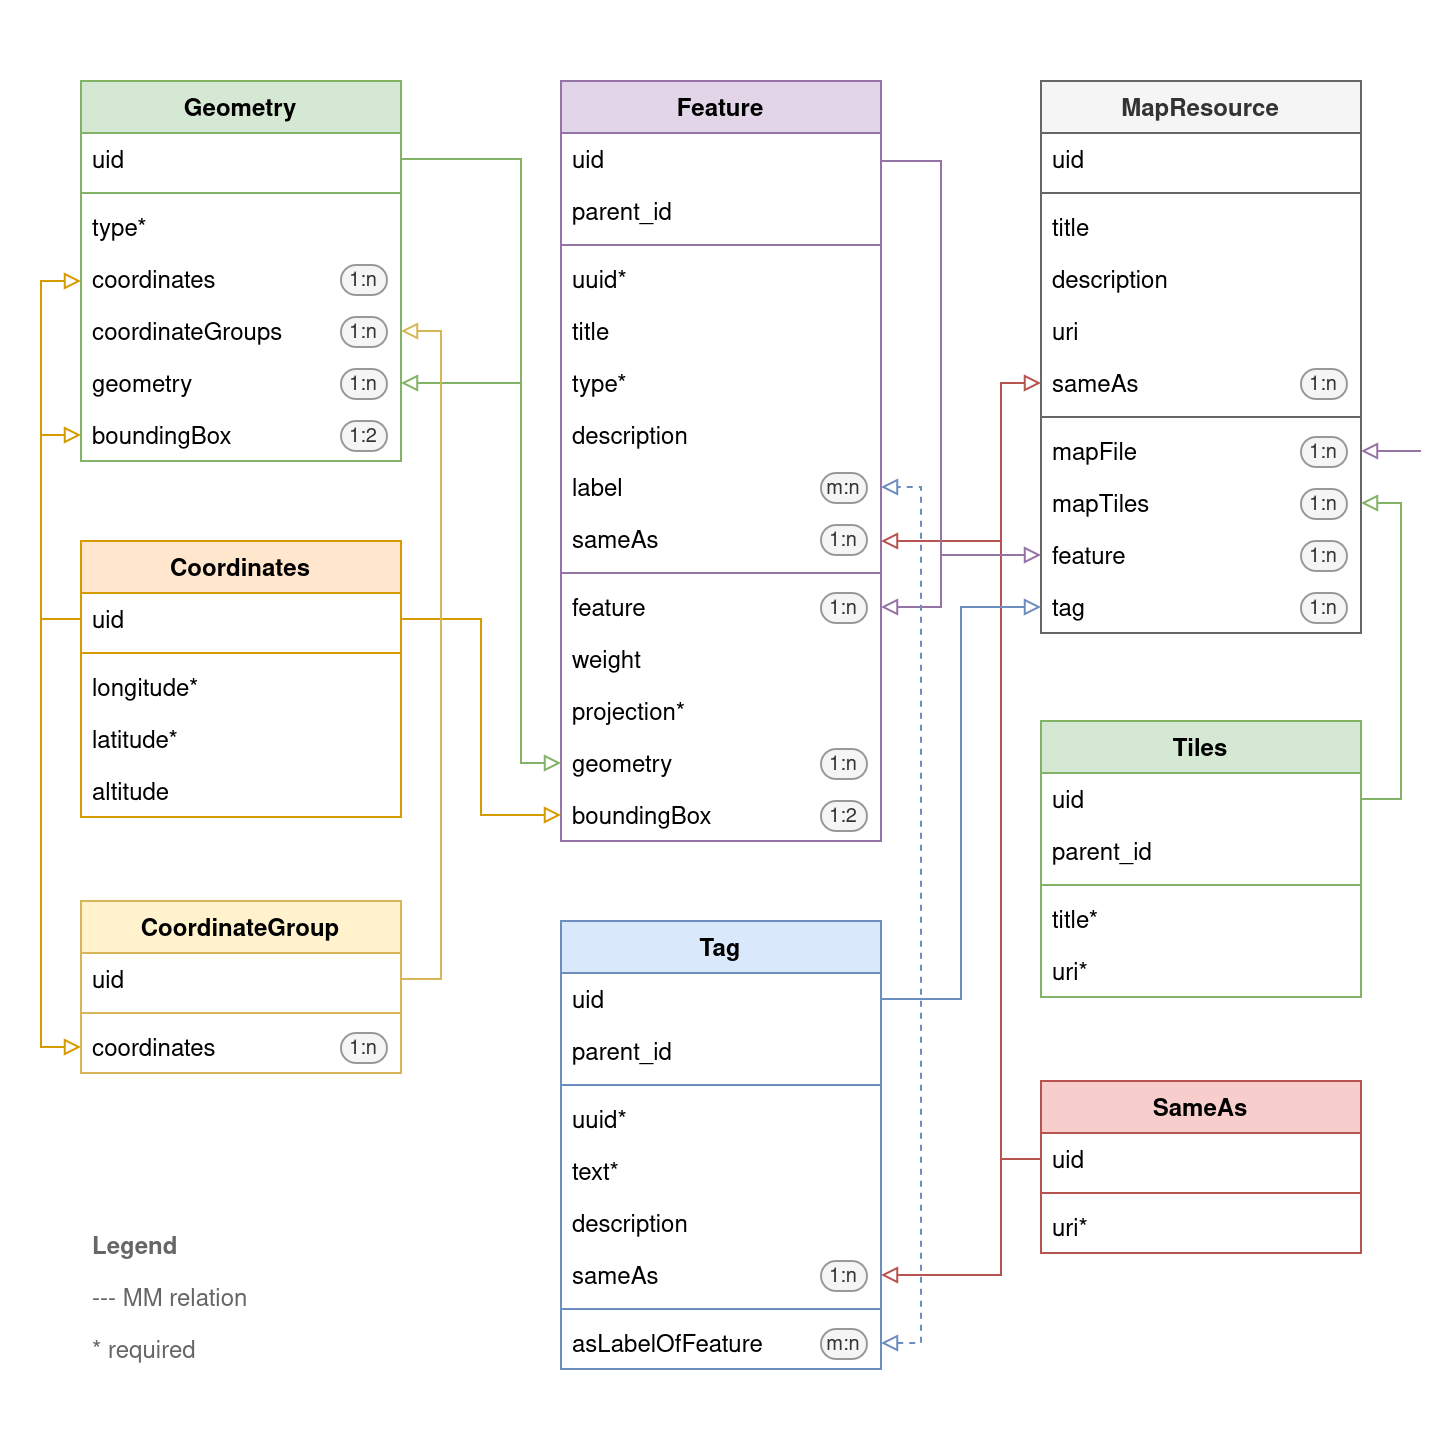 Geometry
uid
type*
coordinates 1:n
coordinateGroups 1:n
geometry 1:n
boundingBox 1:2
Coordinates
uid
longitude*
latitude*
altitude
CoordinateGroup
uid
coordinates 1:n
Legend
--- MM relation
* required
Feature
uid
parent_id
uuid*
title
type*
description
label m:n
sameAs 1:n
feature 1:n
weight
projection*
geometry 1:n
boundingBox 1:2
Tag
uid
parent_id
uuid*
text*
description
sameAs 1:n
asLabelOfFeature m:n
MapResource
uid
title
description
uri
sameAs 1:n
mapFile 1:n
mapTiles 1:n
feature 1:n
tag 1:n
Tiles
uid
parent_id
title*
uri*
SameAs
uid
uri*